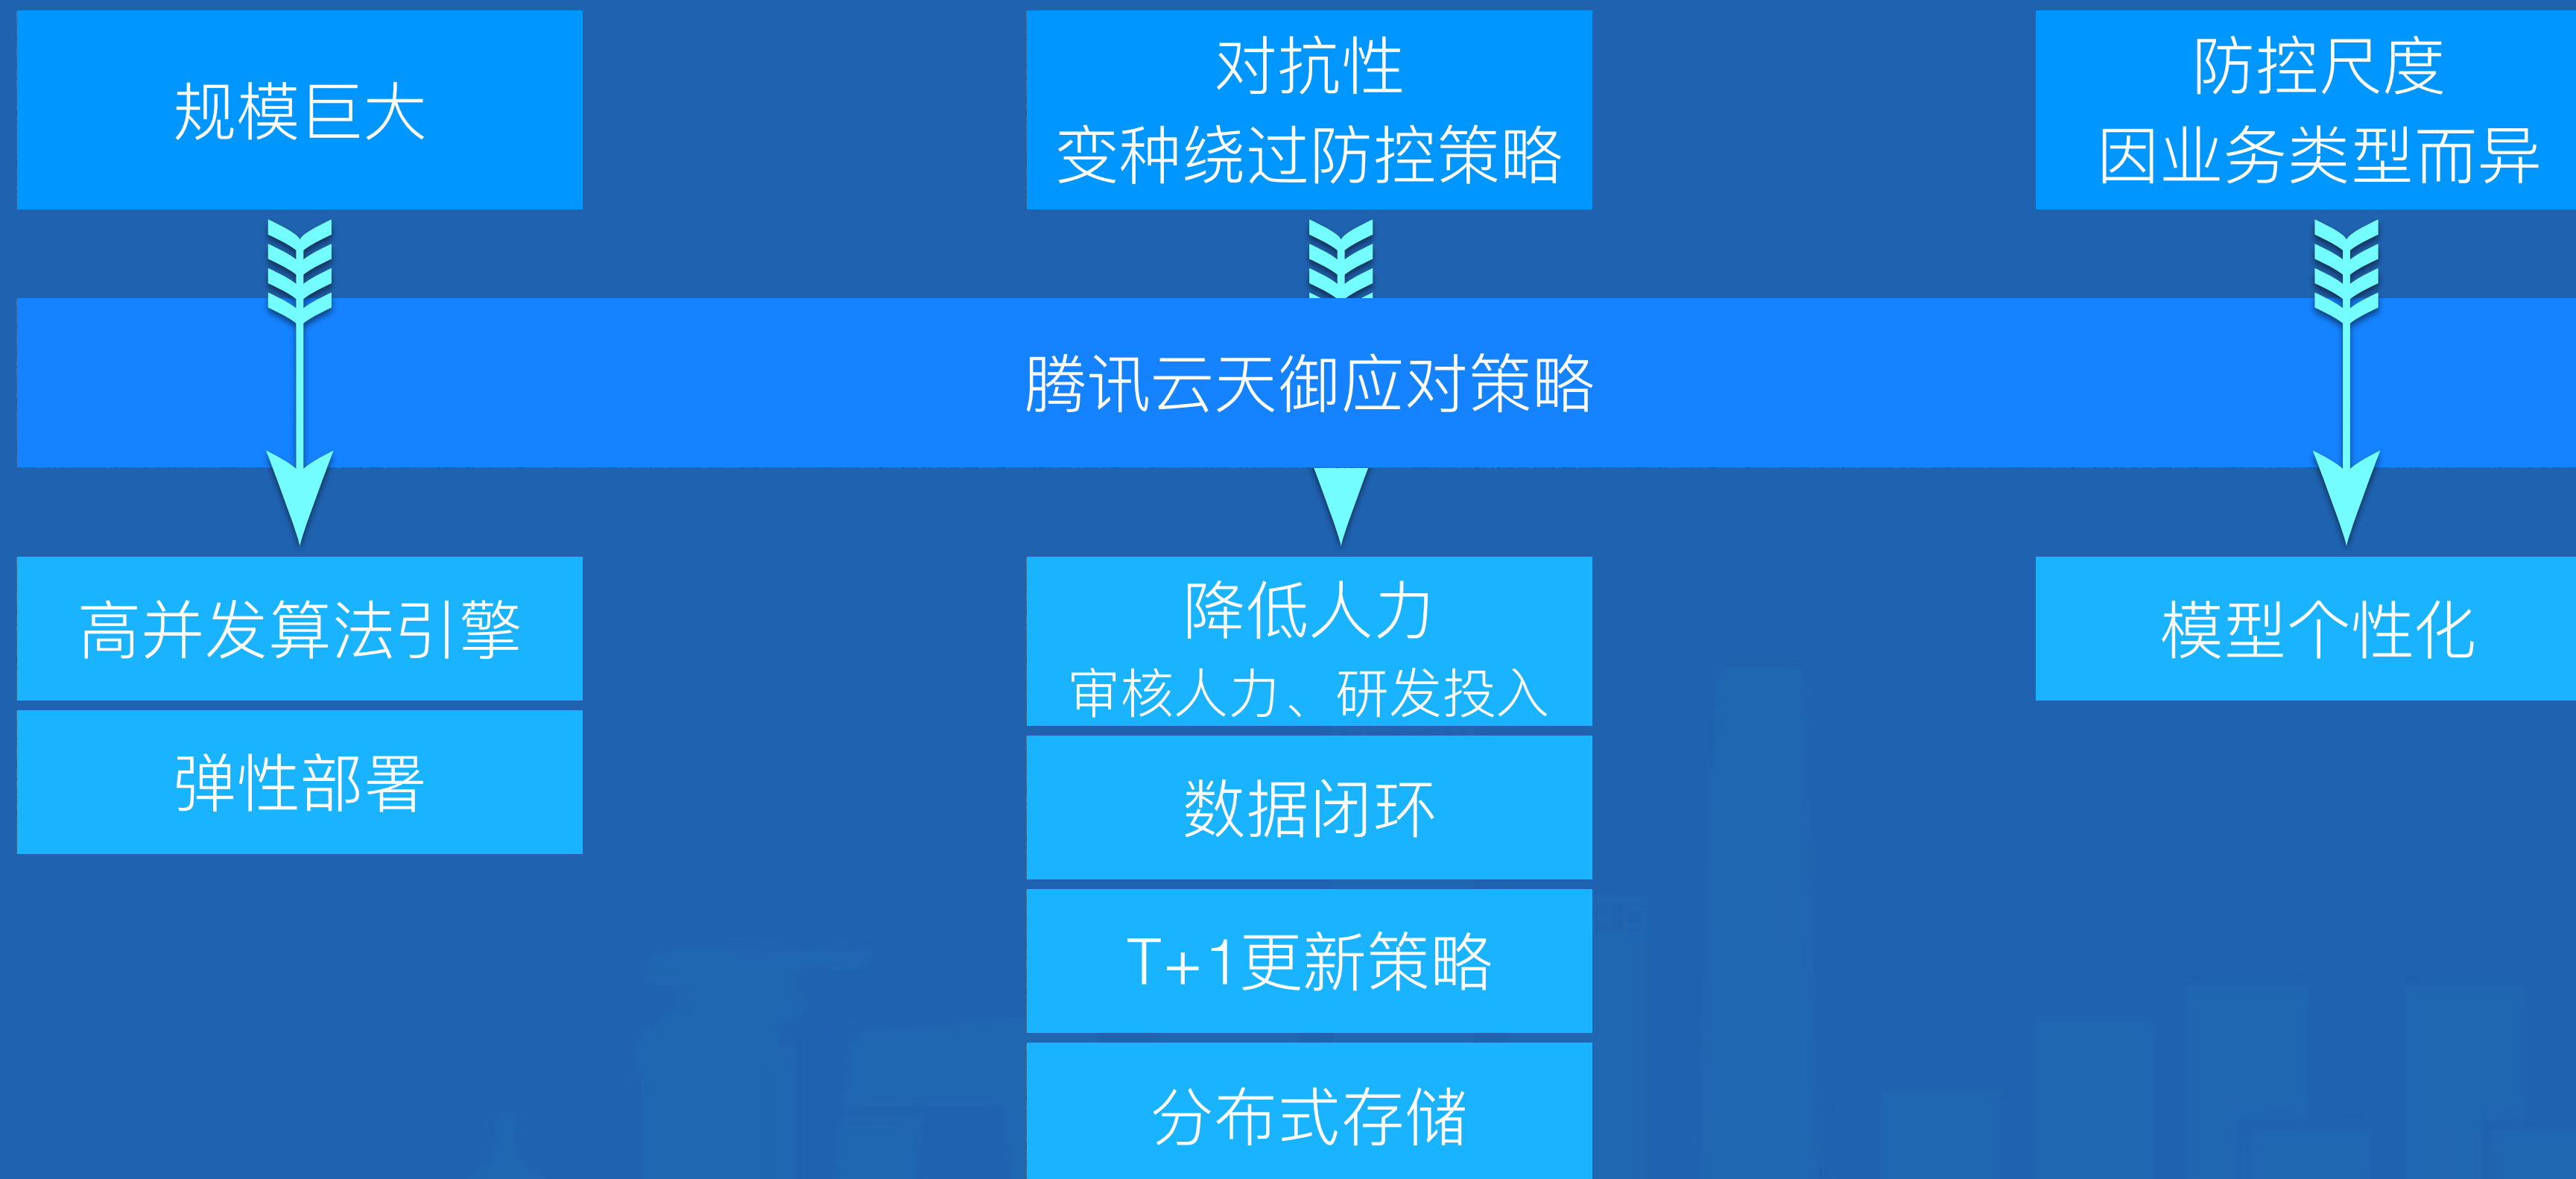 规模巨大
对抗性
变种绕过防控策略
防控尺度
因业务类型而异
腾讯云天御应对策略
高并发算法引擎
弹性部署
降低人力
审核人力、研发投入
数据闭环
T+1更新策略
分布式存储
模型个性化